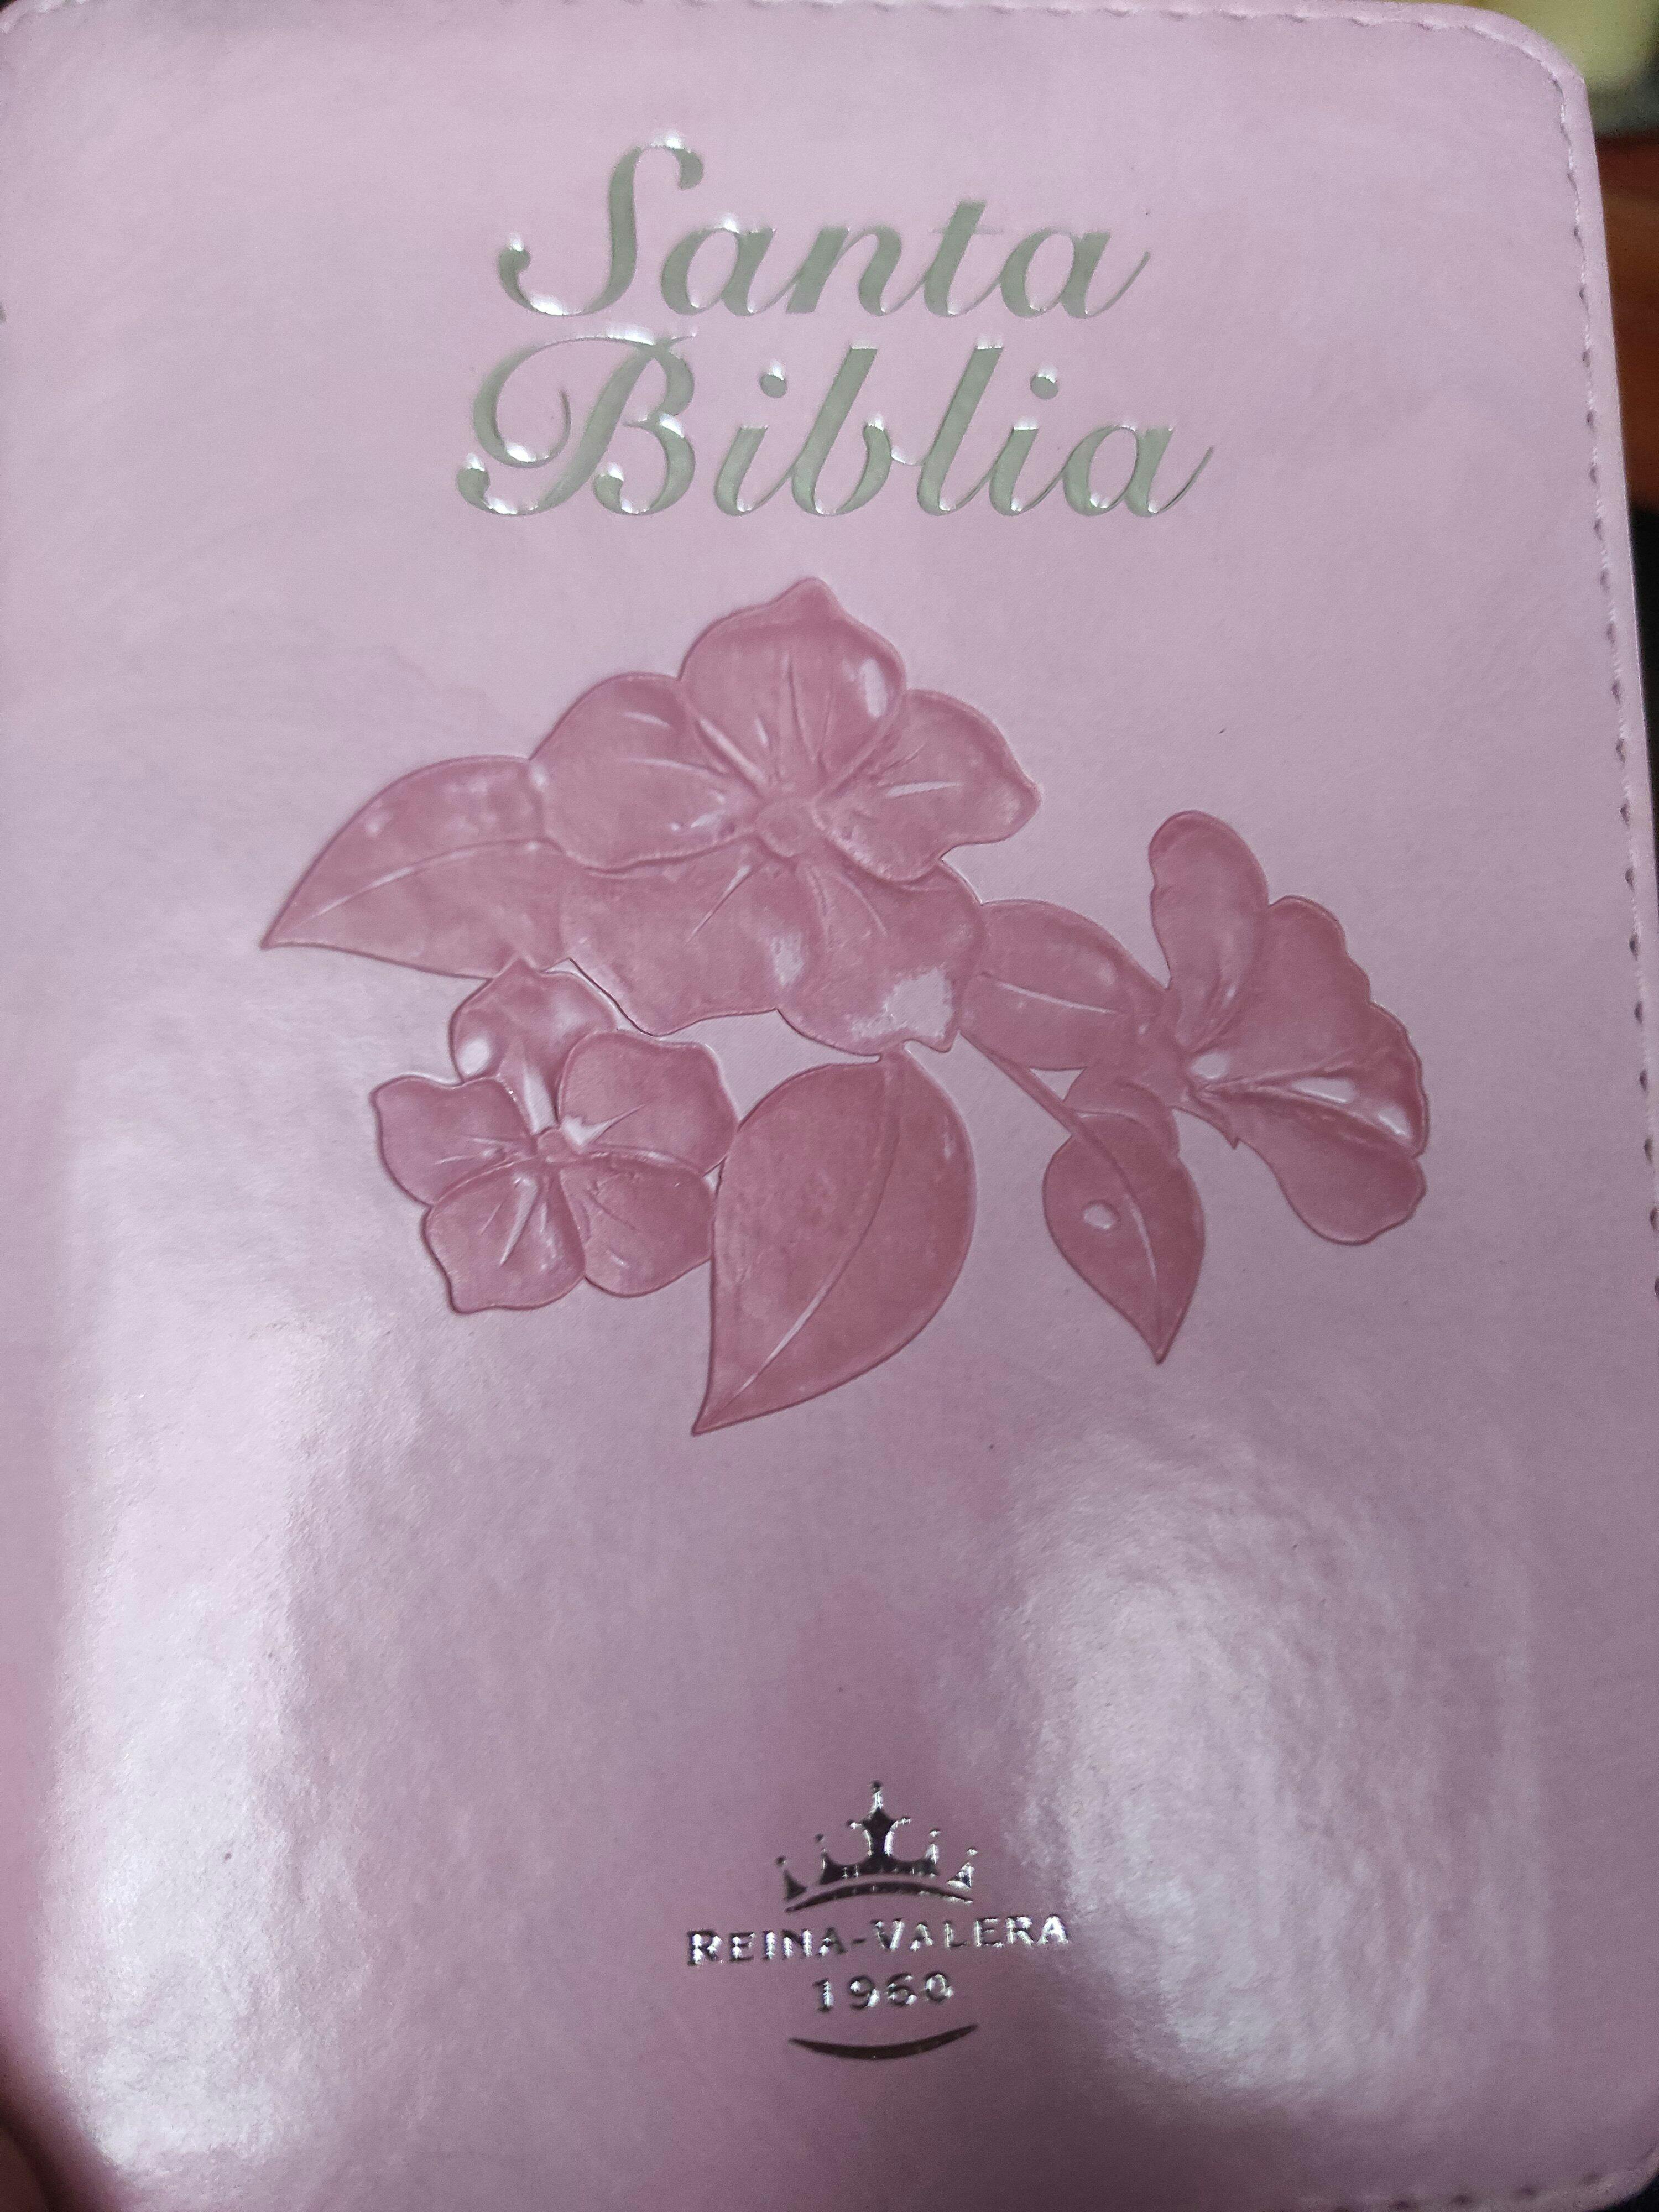 Santa
Biblia
REINA-VALERA
1960